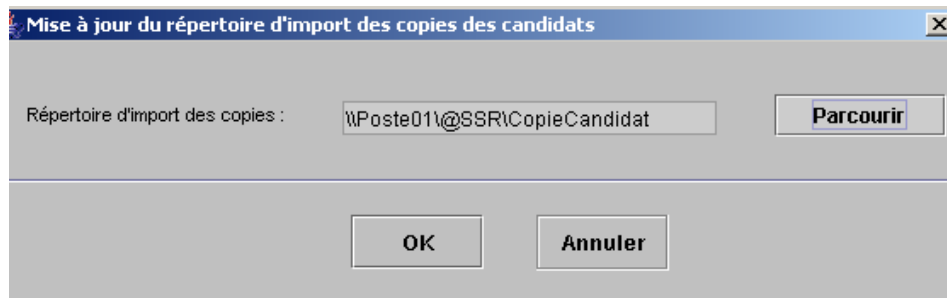 Mise à jour du répertoire d'import des copies des candidats
Répertoire d'import des copies : \\Poste01\@SSR\CopieCandidat Parcourir
OK Annuler